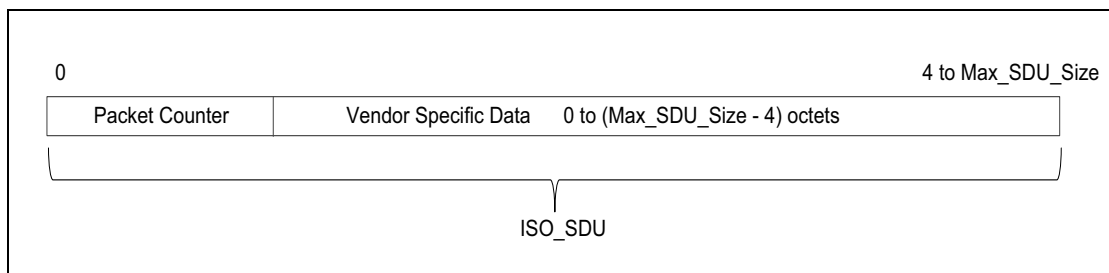 0 4 to Max_SDU_Size
Packet Counter Vendor Specific Data 0 to (Max_SDU_Size - 4) octets
ISO_SDU